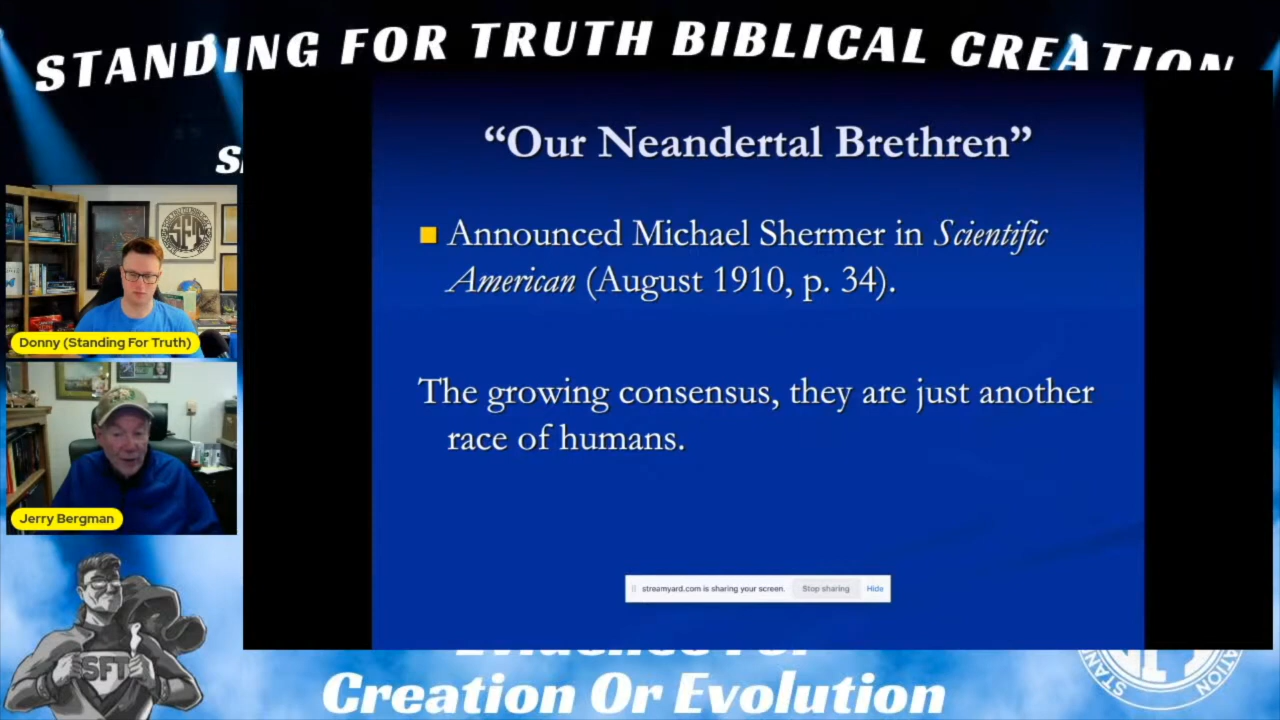 STANDING FOR TRUTH BIBLICAL CREATION
“Our Neandertal Brethren”
Announced Michael Shermer in Scientific
American (August 1910, p. 34).
The growing consensus, they are just another
race of humans.
streamyard.com is sharing your screen. Stop sharing Hide
SFT
Donny (Standing For Truth)
Jerry Bergman
SFT
Creation Or Evolution